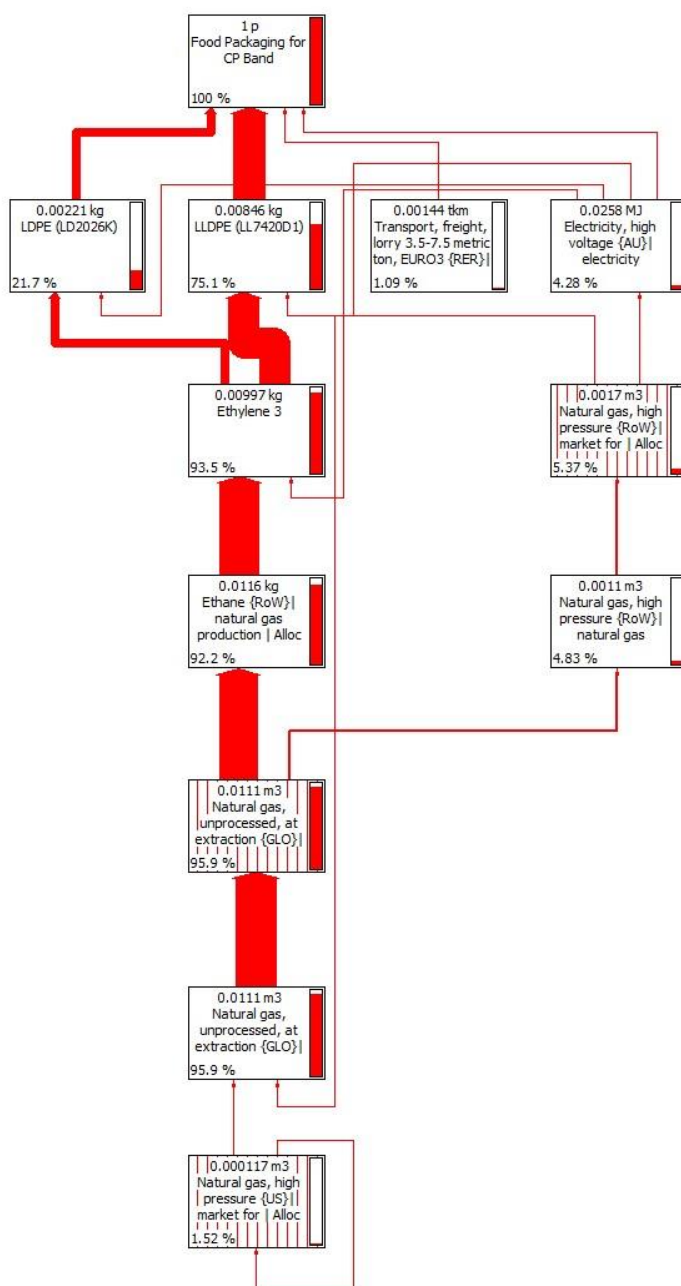 1 p
Food Packaging for
CP Band
100 %
0.00221 kg
LDPE (LD2026K)
21.7 %
0.00846 kg
LLDPE (LL7420D1)
75.1 %
0.00144 tkm
Transport, freight,
lorry 3.5-7.5 metric
ton, EURO3 {RER}|
1.09 %
0.0258 MJ
Electricity, high
voltage {AU}|
electricity
4.28 %
0.00997 kg
Ethylene 3
93.5 %
0.0017 m3
Natural gas, high
pressure {RoW}|
market for | Alloc
5.37 %
0.0116 kg
Ethane {RoW}|
natural gas
production | Alloc
92.2 %
0.0011 m3
Natural gas, high
pressure {RoW}|
natural gas
4.83 %
0.0111 m3
Natural gas,
unprocessed, at
extraction {GLO}|
95.9 %
0.0111 m3
Natural gas,
unprocessed, at
extraction {GLO}|
95.9 %
0.000117 m3
Natural gas, high
pressure {US}|
market for | Alloc
1.52 %